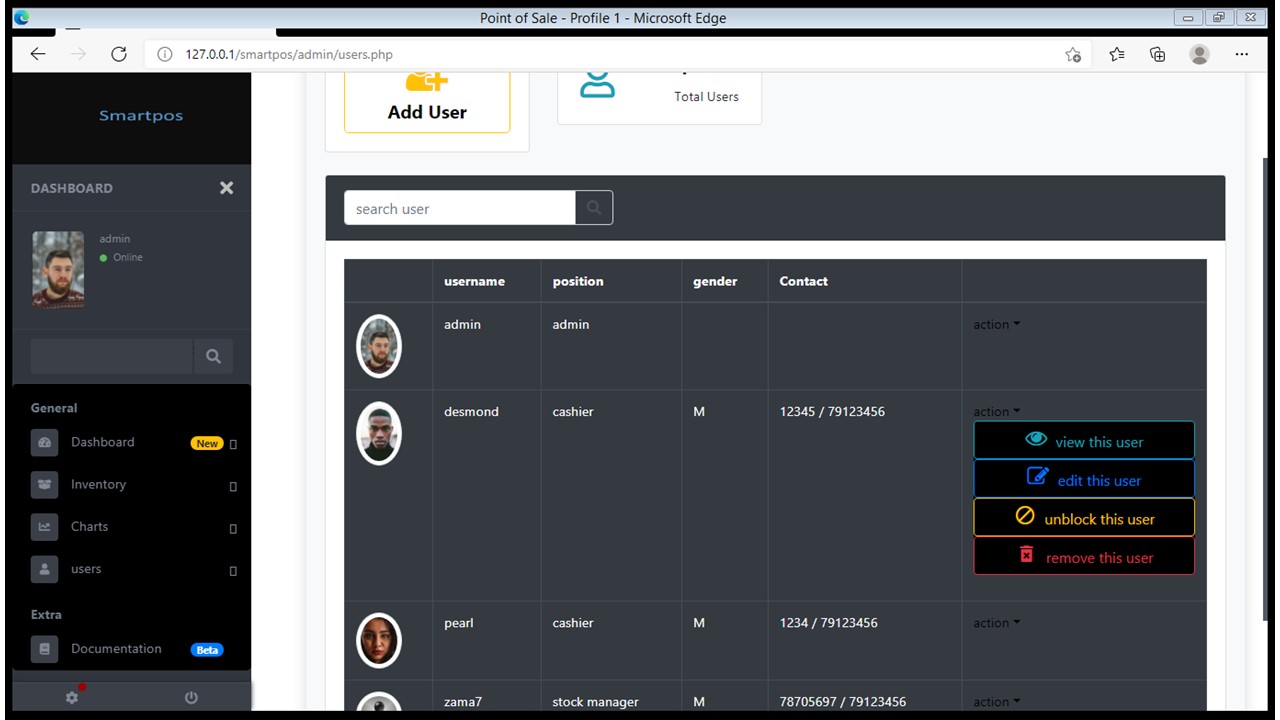 Point of Sale - Profile 1 - Microsoft Edge
127.0.0.1/smartpos/admin/users.php
Smartpos
Add User
Total Users
DASHBOARD
admin
Online
search user
username position gender Contact
admin admin action
desmond cashier M 12345 / 79123456 action
view this user
edit this user
unblock this user
remove this user
pearl cashier M 1234 / 79123456 action
zama7 stock manager M 78705697 / 79123456 action
General
Dashboard New
Inventory
Charts
users
Extra
Documentation Beta